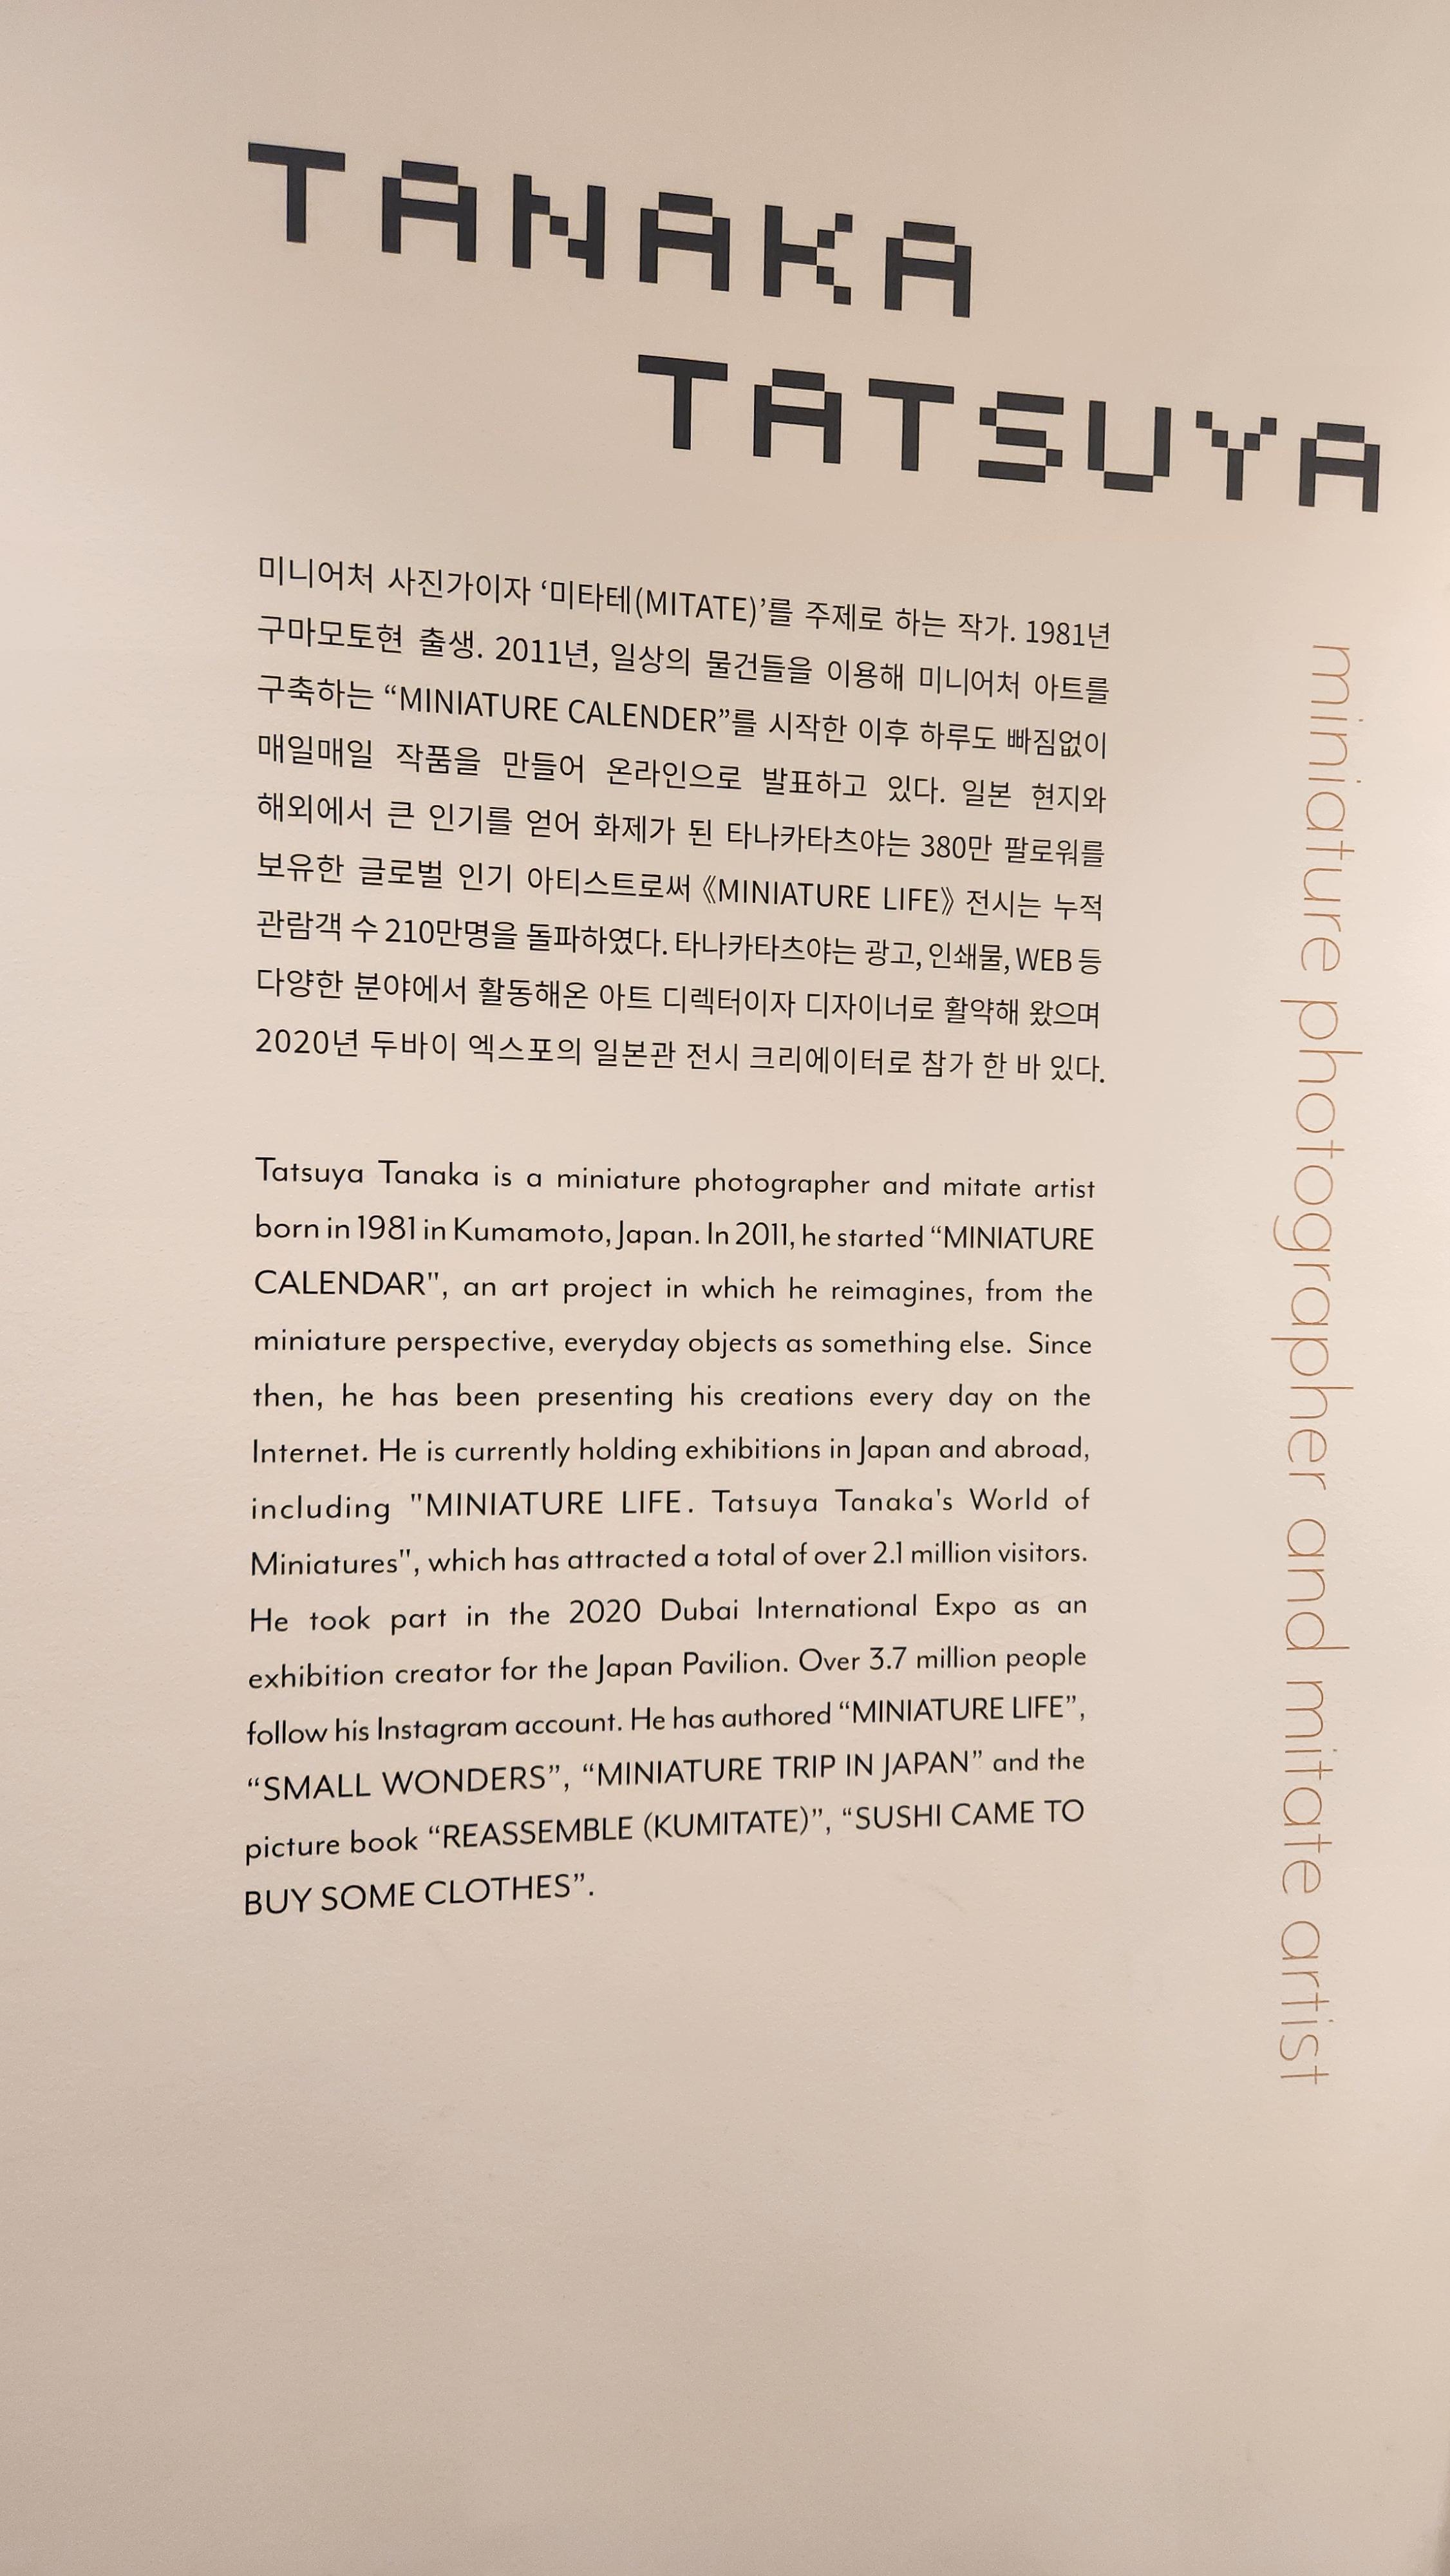 TANAKA
TATSUYA
미니어처 사진가이자 ‘미타테(MITATE)’를 주제로 하는 작가. 1981년
구마모토현 출생. 2011년, 일상의 물건들을 이용해 미니어처 아트를
구축하는 “MINIATURE CALENDER”를 시작한 이후 하루도 빠짐없이
매일매일 작품을 만들어 온라인으로 발표하고 있다. 일본 현지와
해외에서 큰 인기를 얻어 화제가 된 타나카타츠야는 380만 팔로워를
보유한 글로벌 인기 아티스트로써 《MINIATURE LIFE》 전시는 누적
관람객 수 210만명을 돌파하였다. 타나카타츠야는 광고, 인쇄물, WEB 등
다양한 분야에서 활동해온 아트 디렉터이자 디자이너로 활약해 왔으며
2020년 두바이 엑스포의 일본관 전시 크리에이터로 참가 한 바 있다.
Tatsuya Tanaka is a miniature photographer and mitate artist
born in 1981 in Kumamoto, Japan. In 2011, he started “MINIATURE
CALENDAR", an art project in which he reimagines, from the
miniature perspective, everyday objects as something else. Since
then, he has been presenting his creations every day on the
Internet. He is currently holding exhibitions in Japan and abroad,
including "MINIATURE LIFE. Tatsuya Tanaka's World of
Miniatures", which has attracted a total of over 2.1 million visitors.
He took part in the 2020 Dubai International Expo as an
exhibition creator for the Japan Pavilion. Over 3.7 million people
follow his Instagram account. He has authored “MINIATURE LIFE”,
“SMALL WONDERS”, “MINIATURE TRIP IN JAPAN” and the
picture book “REASSEMBLE (KUMITATE)”, “SUSHI CAME TO
BUY SOME CLOTHES”.
miniature photographer and mitate artist